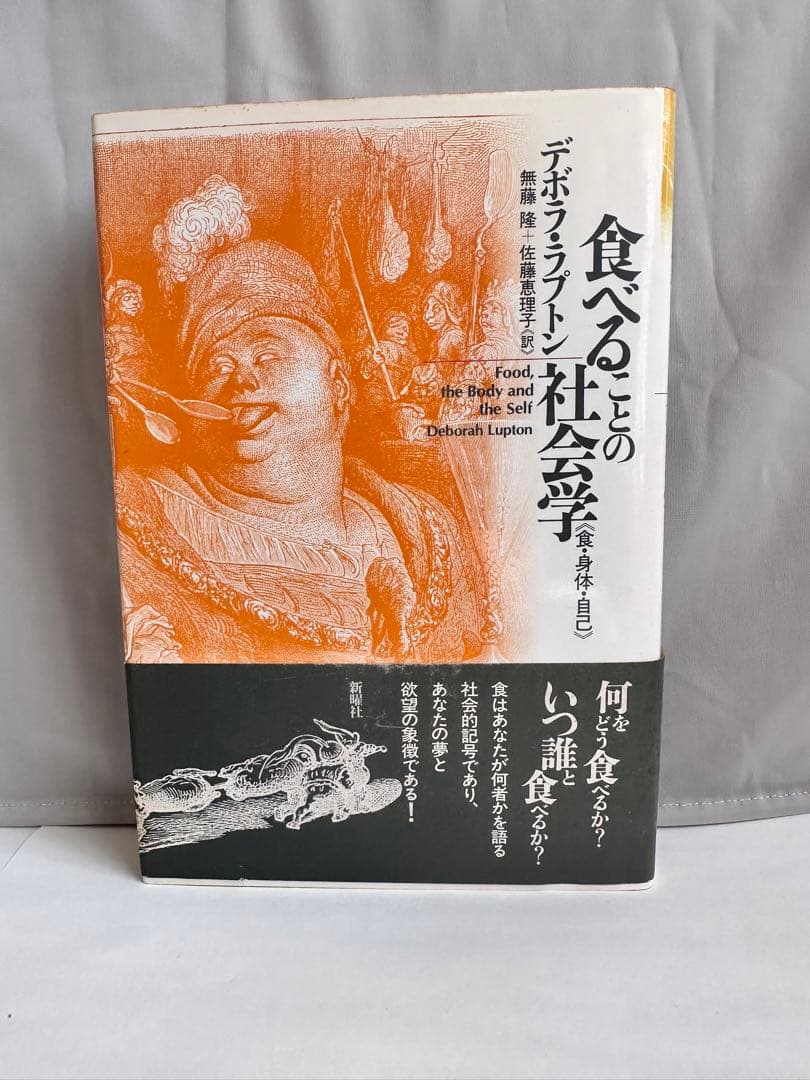 食べることの
社会学
《食・身体・自己》
デボラ・ラプトン
無藤 隆+佐藤恵理子《訳》
Food,
the Body and
the Self
Deborah Lupton
何をどう食べるか?
いつ誰と食べるか?
食はあなたが何者かを語る
社会的記号であり、
あなたの夢と
欲望の象徴である!
新曜社